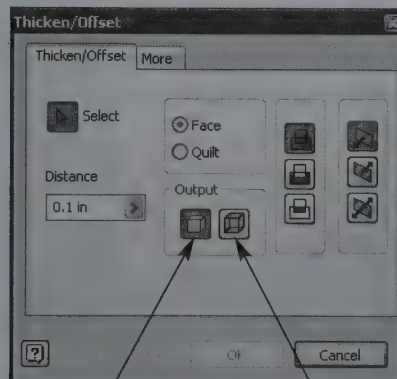 Thicken/Offset
Thicken/Offset More
Select
Face
Quilt
Distance
0.1 in
Output
?
OK
Cancel